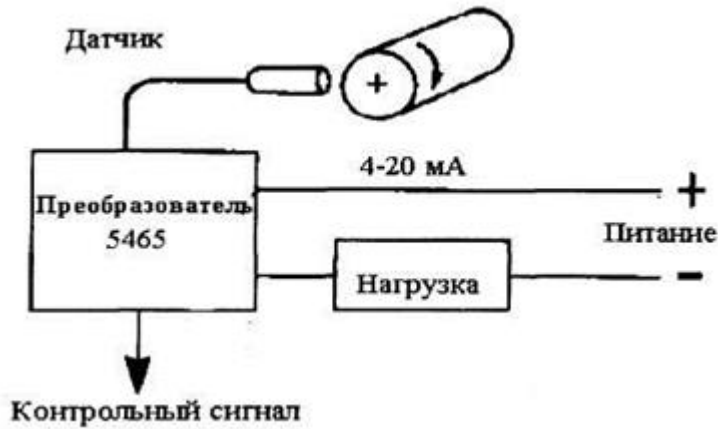 Датчик
4-20 мА
+
Преобразователь
5465
Питание
Нагрузка
-
Контрольный сигнал